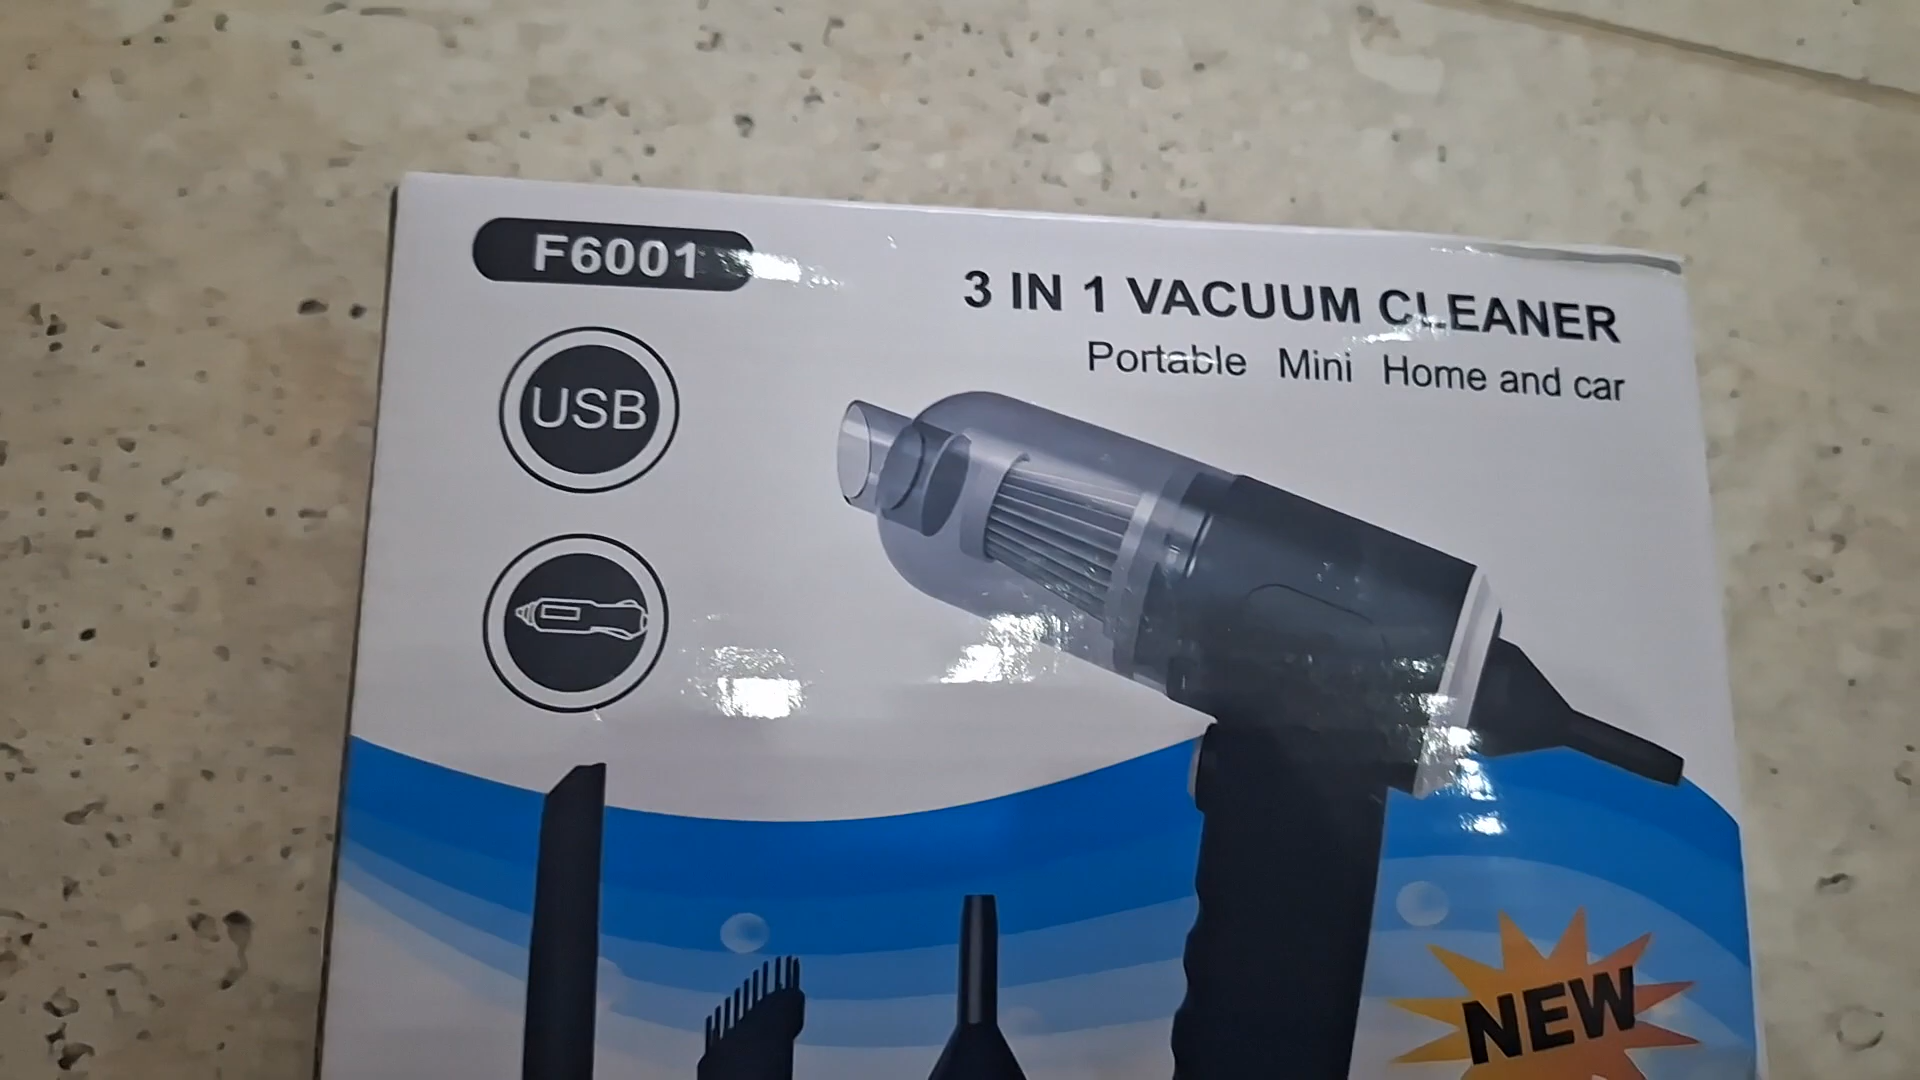 F6001
3 IN 1 VACUUM CLEANER
Portable Mini Home and car
USB
NEW